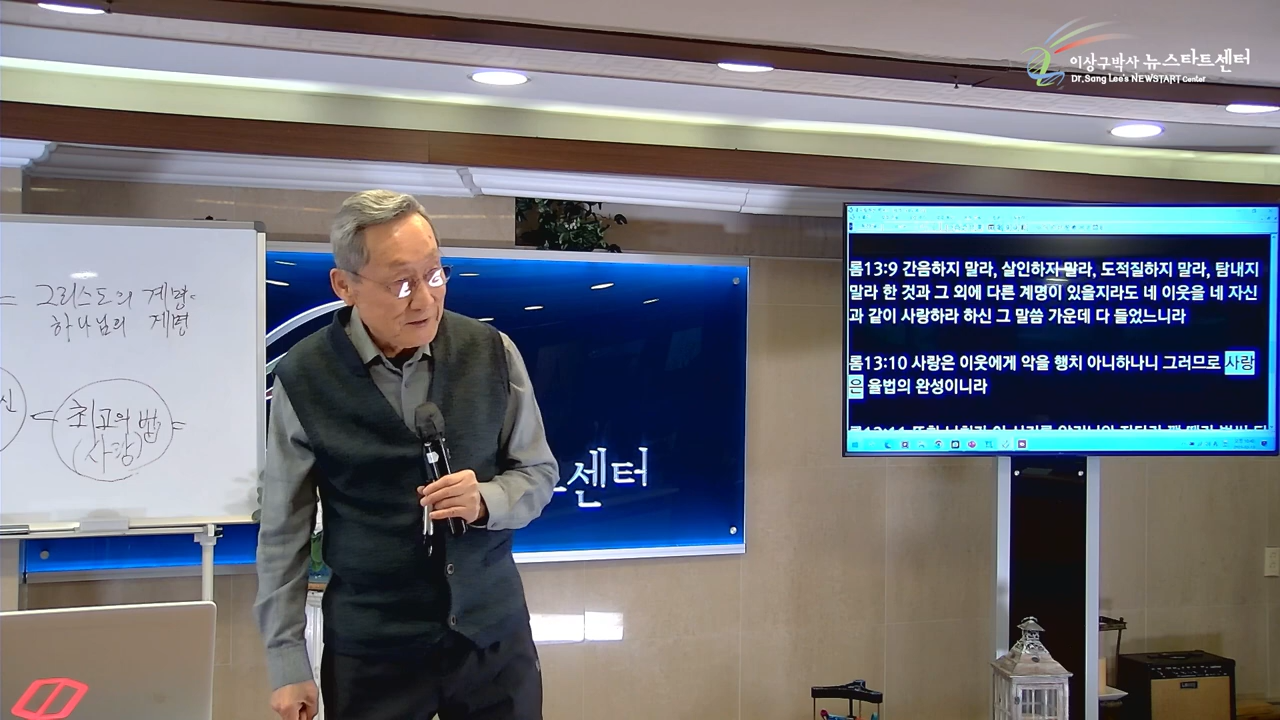 이상구박사 뉴스타트센터
Dr. Sang Lee's NEWSTART Center
= 그리스도의 계명
하나님의 계명
신
= 최고의 법 =
(사랑)
센터
롬13:9 간음하지 말라, 살인하지 말라, 도적질하지 말라, 탐내지
말라 한 것과 그 외에 다른 계명이 있을지라도 네 이웃을 네 자신
과 같이 사랑하라 하신 그 말씀 가운데 다 들었느니라
롬13:10 사랑은 이웃에게 악을 행치 아니하나니 그러므로 사랑
은 율법의 완성이니라